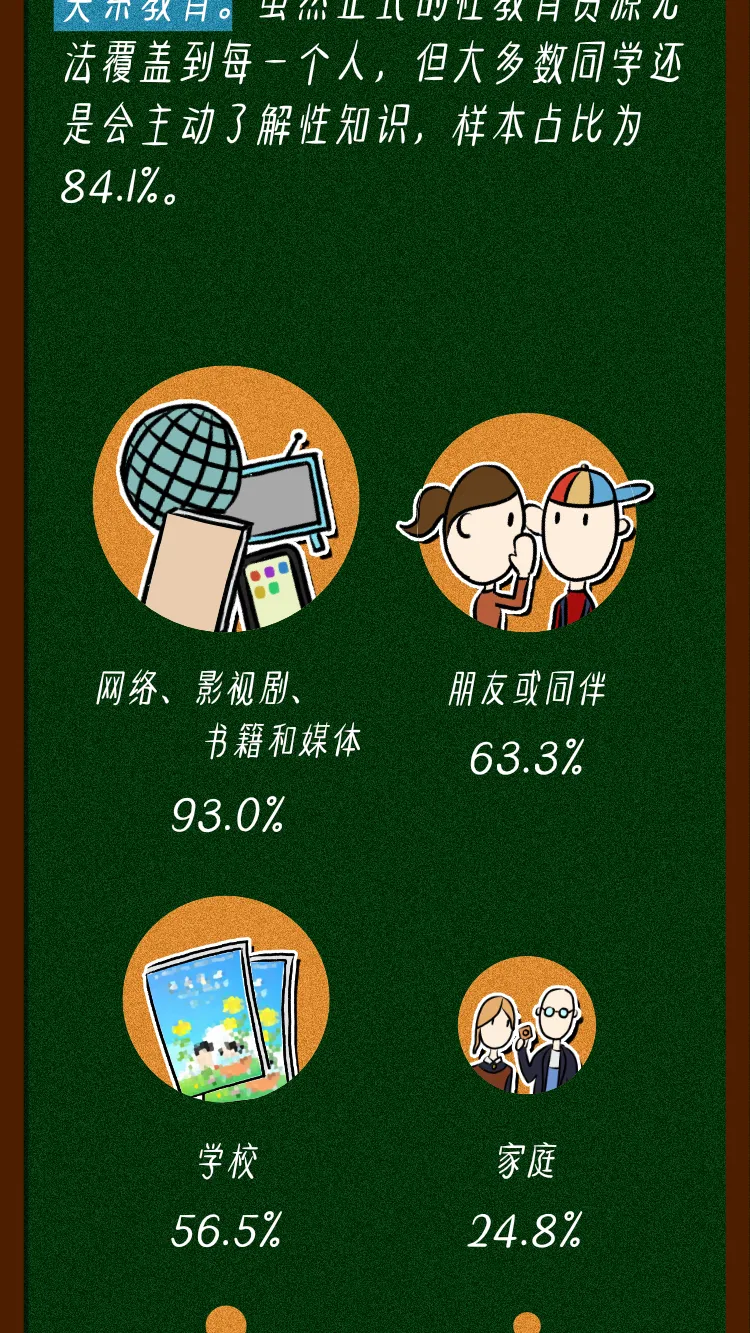 关系教育。虽然正式的性教育资源无
法覆盖到每一个人，但大多数同学还
是会主动了解性知识，样本占比为
84.1%。
网络、影视剧、
书籍和媒体
93.0%
朋友或同伴
63.3%
学校
56.5%
家庭
24.8%